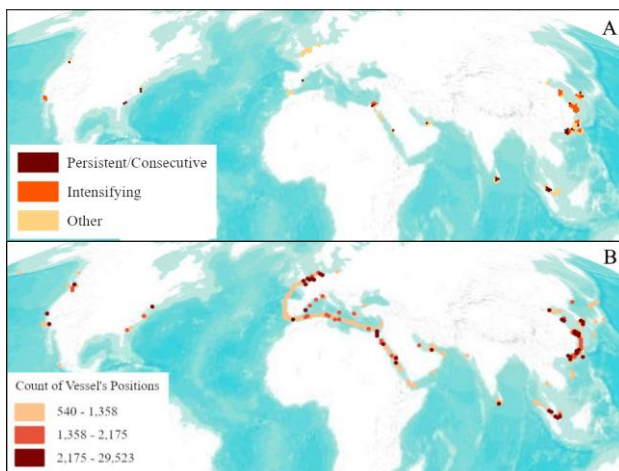 A
Persistent/Consecutive
Intensifying
Other
B
Count of Vessel's Positions
540 - 1,358
1,358 - 2,175
2,175 - 29,523